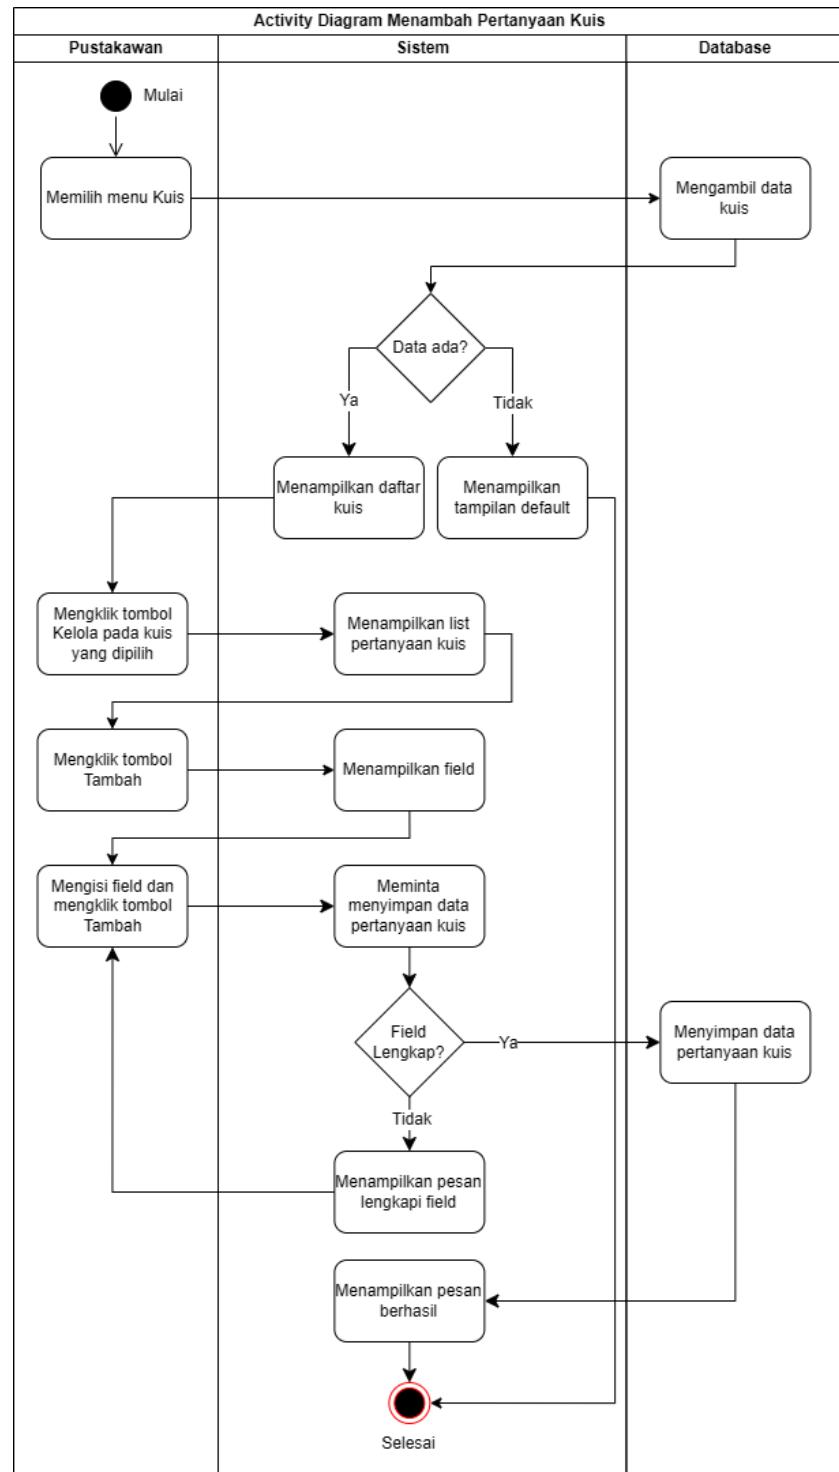 Activity Diagram Menambah Pertanyaan Kuis
Pustakawan
Sistem
Database
Mulai
Memilih menu Kuis
Mengambil data
kuis
Data ada?
Ya
Tidak
Menampilkan daftar
kuis
Menampilkan
tampilan default
Mengklik tombol
Kelola pada kuis
yang dipilih
Menampilkan list
pertanyaan kuis
Mengklik tombol
Tambah
Menampilkan field
Mengisi field dan
mengklik tombol
Tambah
Meminta
menyimpan data
pertanyaan kuis
Field
Lengkap?
Ya
Menyimpan data
pertanyaan kuis
Tidak
Menampilkan pesan
lengkapi field
Menampilkan pesan
berhasil
Selesai